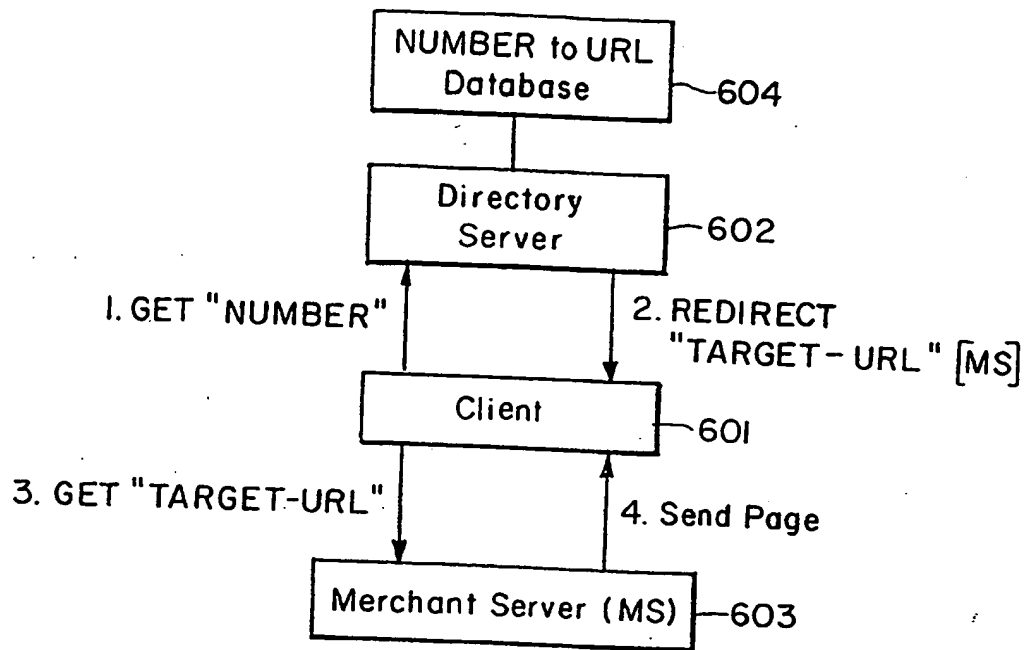 NUMBER to URL
Database
604
Directory
Server
602
1. GET "NUMBER"
2. REDIRECT
"TARGET-URL" [MS]
Client
601
3. GET "TARGET-URL"
4. Send Page
Merchant Server (MS)
603